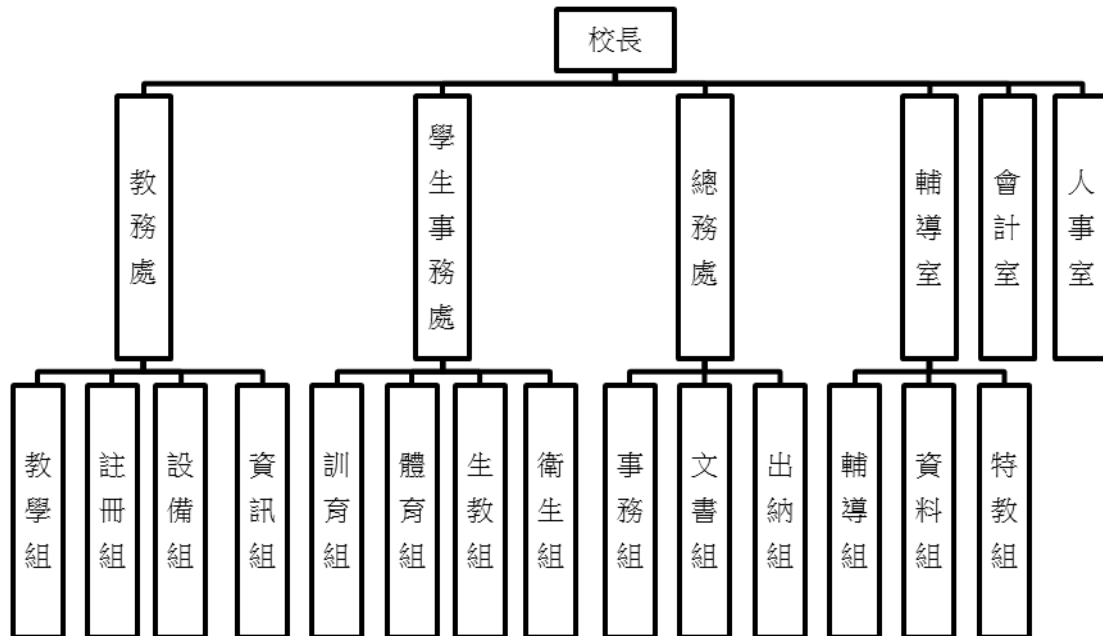 校長
教務處
學生事務處
總務處
輔導室
會計室
人事室
教學組
註冊組
設備組
資訊組
訓育組
體育組
生教組
衛生組
事務組
文書組
出納組
輔導組
資料組
特教組